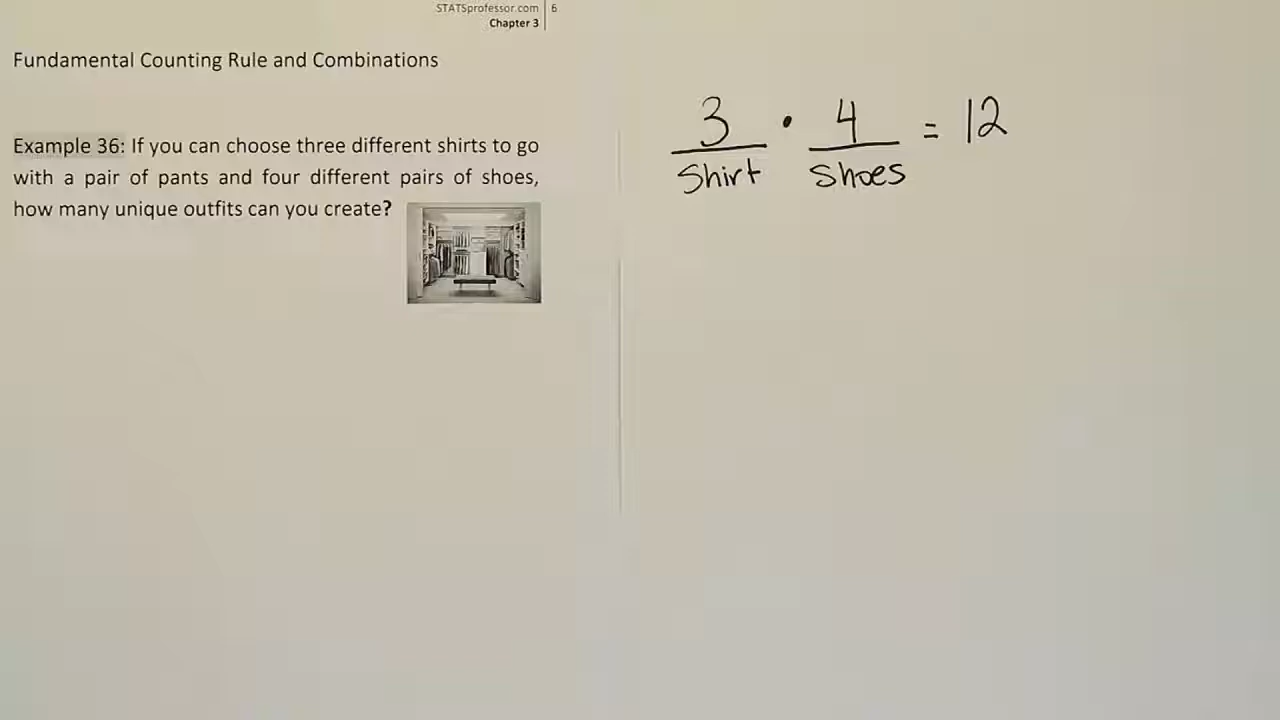 STATSprofessor.com 6
Chapter 3
Fundamental Counting Rule and Combinations
Example 36: If you can choose three different shirts to go
with a pair of pants and four different pairs of shoes,
how many unique outfits can you create?
3 · 4 = 12
Shirt Shoes